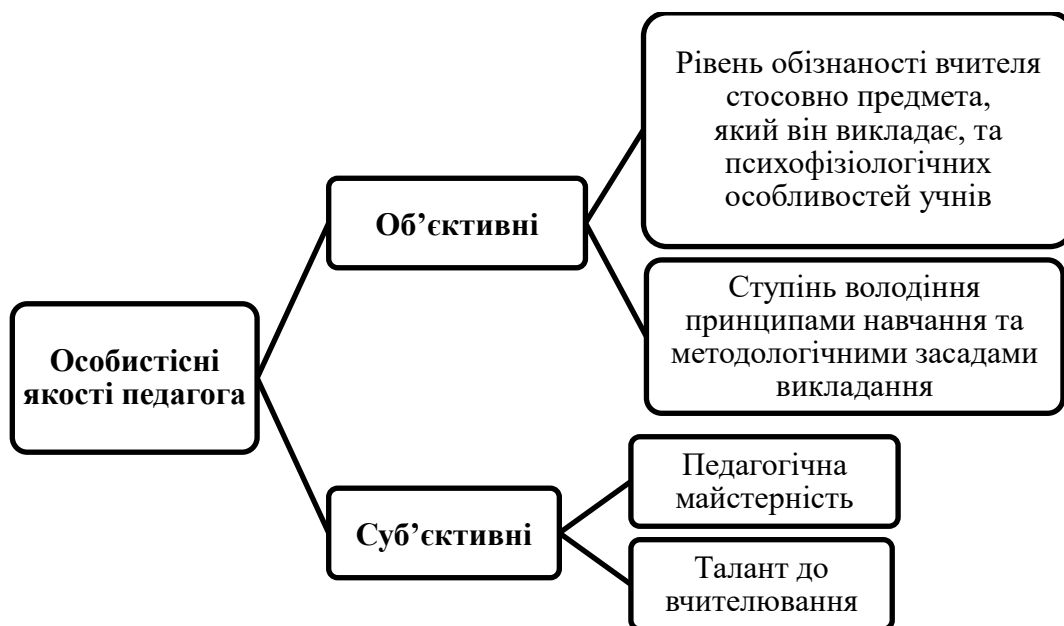 Особистісні
якості педагога
Об’єктивні
Рівень обізнаності вчителя
стосовно предмета,
який він викладає, та
психофізіологічних
особливостей учнів
Ступінь володіння
принципами навчання та
методологічними засадами
викладання
Суб’єктивні
Педагогічна
майстерність
Талант до
вчителювання